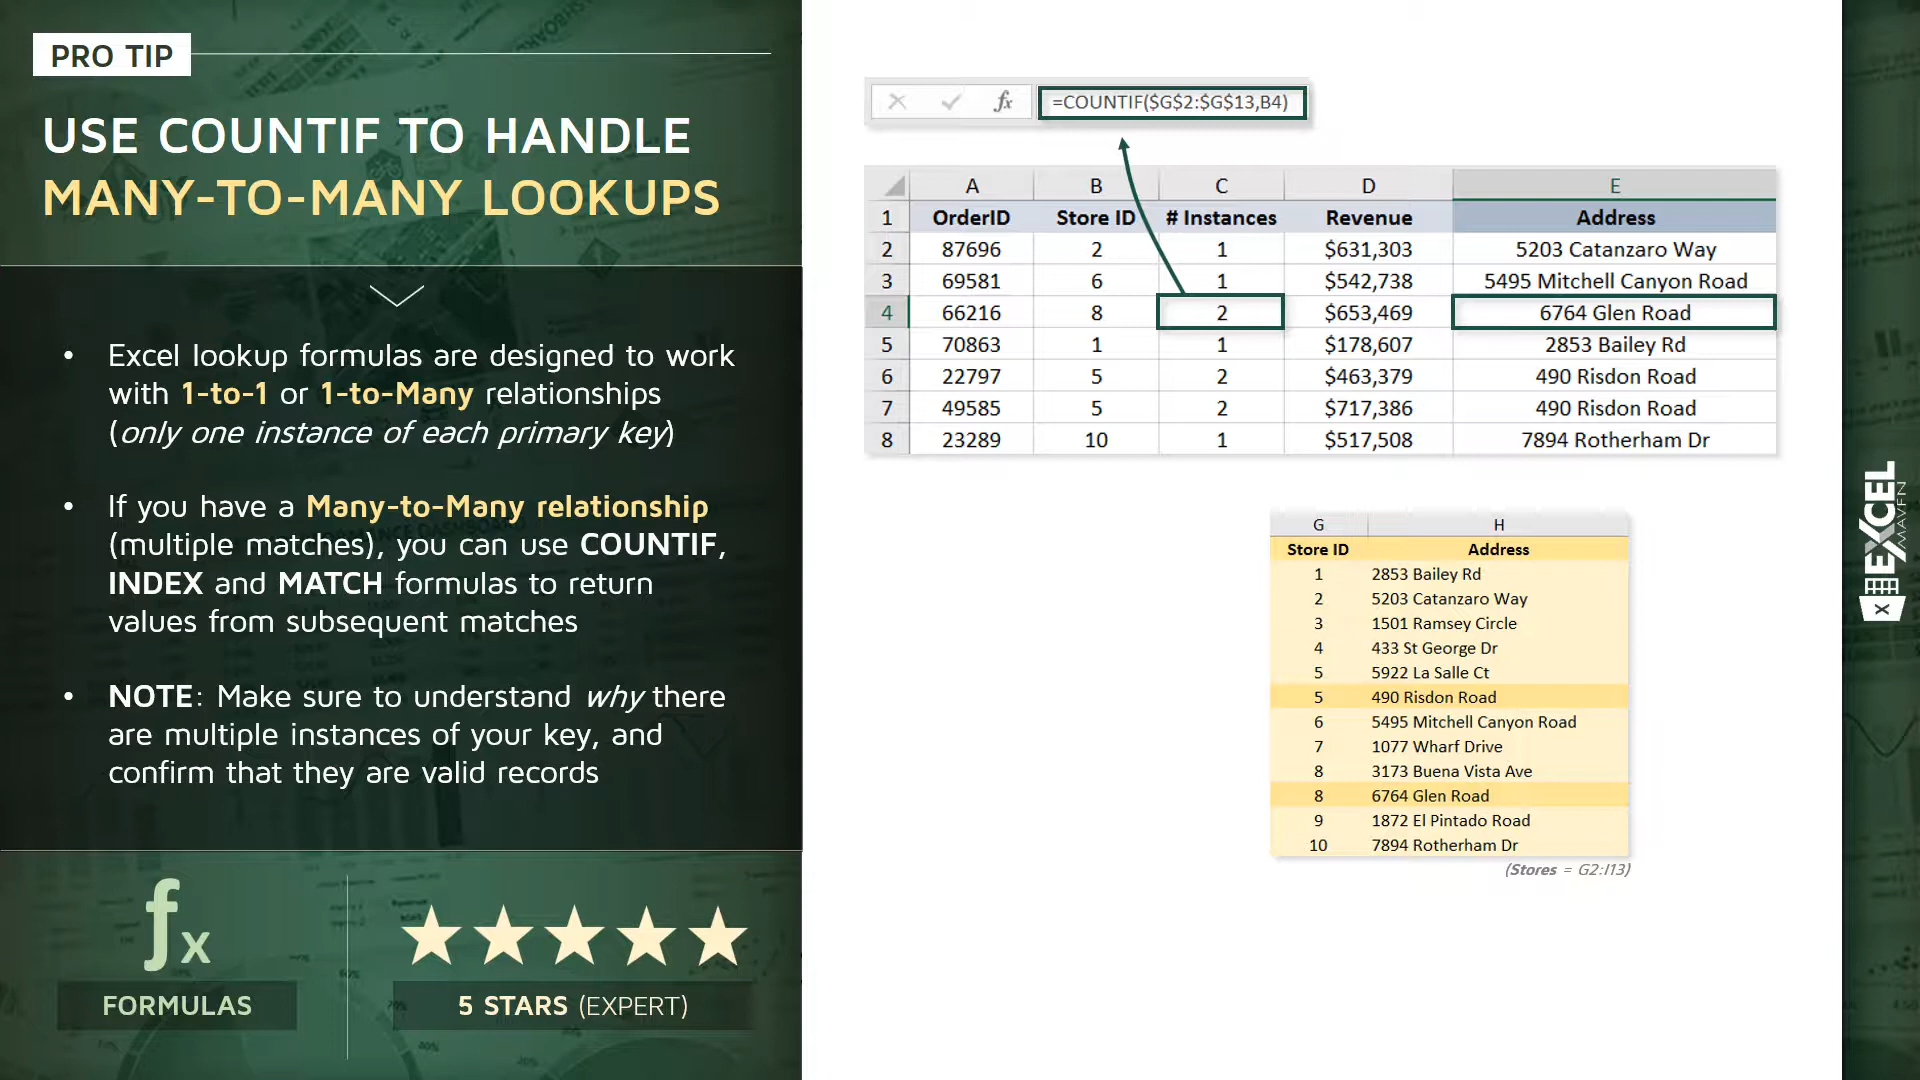 PRO TIP
USE COUNTIF TO HANDLE
MANY-TO-MANY LOOKUPS
• Excel lookup formulas are designed to work
with 1-to-1 or 1-to-Many relationships
(only one instance of each primary key)
• If you have a Many-to-Many relationship
(multiple matches), you can use COUNTIF,
INDEX and MATCH formulas to return
values from subsequent matches
• NOTE: Make sure to understand why there
are multiple instances of your key, and
confirm that they are valid records
fx
FORMULAS
5 STARS (EXPERT)
fx =COUNTIF($G$2:$G$13,B4)
A B C D E
1 OrderID Store ID # Instances Revenue Address
2 87696 2 1 $631,303 5203 Catanzaro Way
3 69581 6 1 $542,738 5495 Mitchell Canyon Road
4 66216 8 2 $653,469 6764 Glen Road
5 70863 1 1 $178,607 2853 Bailey Rd
6 22797 5 2 $463,379 490 Risdon Road
7 49585 5 2 $717,386 490 Risdon Road
8 23289 10 1 $517,508 7894 Rotherham Dr
G H
Store ID Address
1 2853 Bailey Rd
2 5203 Catanzaro Way
3 1501 Ramsey Circle
4 433 St George Dr
5 5922 La Salle Ct
5 490 Risdon Road
6 5495 Mitchell Canyon Road
7 1077 Wharf Drive
8 3173 Buena Vista Ave
8 6764 Glen Road
9 1872 El Pintado Road
10 7894 Rotherham Dr
(Stores = G2:I13)
X EXCEL
MAVEN